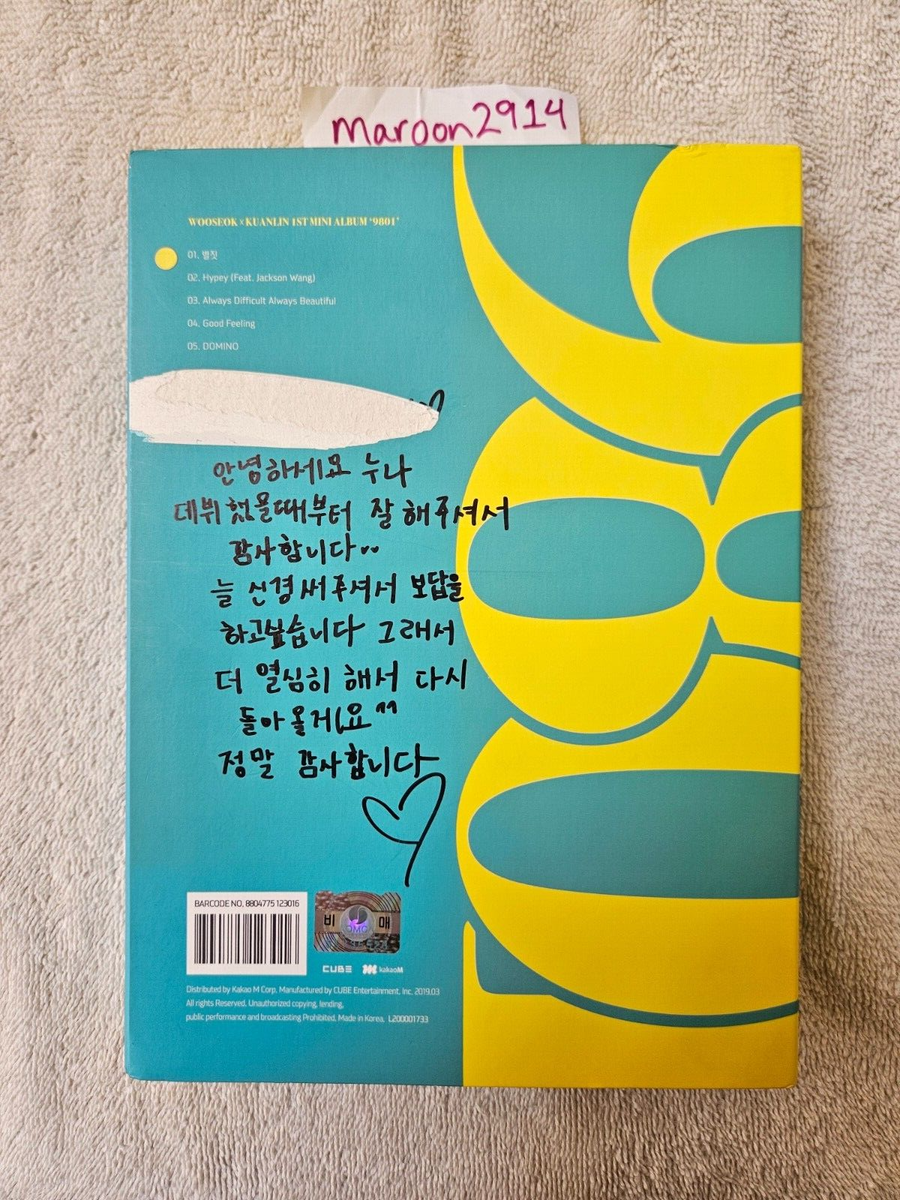 maroon2914
WOOSEOK × KUANLIN 1ST MINI ALBUM '9801'
01. 별짓
02. Hypey (Feat. Jackson Wang)
03. Always Difficult Always Beautiful
04. Good Feeling
05. DOMINO
안녕하세요 누나
데뷔했을때부터 잘 해주셔서
감사합니다..
늘 신경써주셔서 보답을
하고싶습니다 그래서
더 열심히 해서 다시
돌아올게요^^
정말 감사합니다
9801
BARCODE NO. 8804775 123016
비 매
CUBE kakaoM
Distributed by Kakao M Corp. Manufactured by CUBE Entertainment, Inc. 2019.03
All rights Reserved. Unauthorized copying, lending,
public performance and broadcasting Prohibited. Made in Korea. L200001733